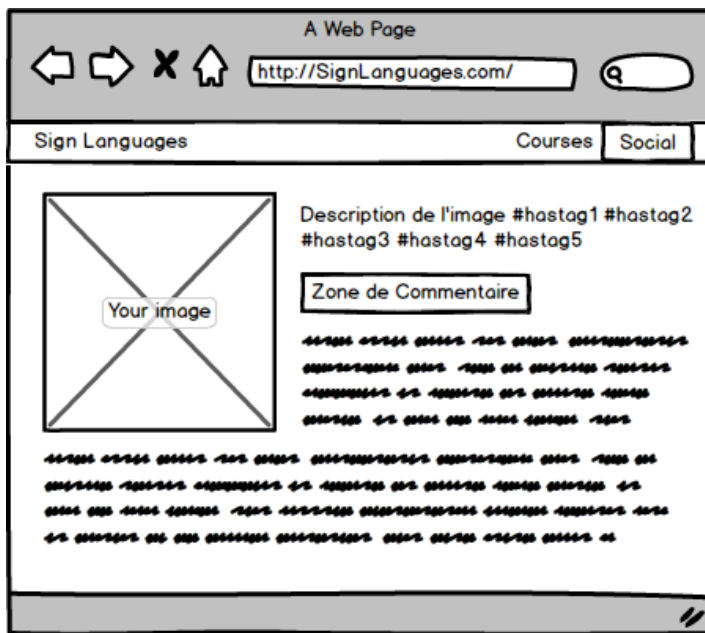 A Web Page
http://SignLanguages.com/
Sign Languages Courses Social
Description de l'image #hastag1 #hastag2
#hastag3 #hastag4 #hastag5
Your image
Zone de Commentaire